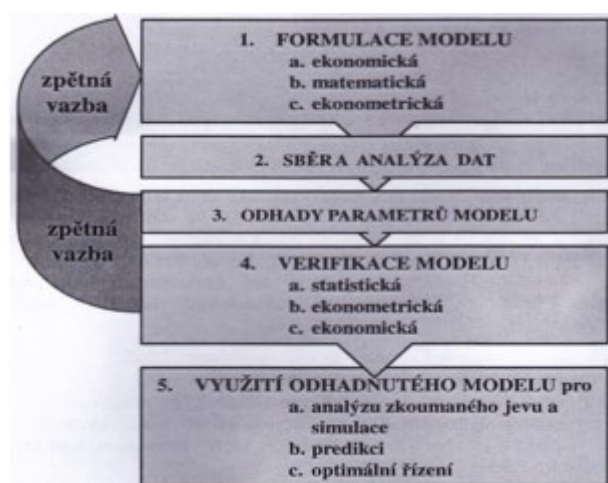 1. FORMULACE MODELU
a. ekonomická
b. matematická
c. ekonometrická
zpětná
vazba
2. SBĚR A ANALÝZA DAT
3. ODHADY PARAMETRŮ MODELU
zpětná
vazba
4. VERIFIKACE MODELU
a. statistická
b. ekonometrická
c. ekonomická
5. VYUŽITÍ ODHADNUTÉHO MODELU pro
a. analýzu zkoumaného jevu a
simulace
b. predikci
c. optimální řízení